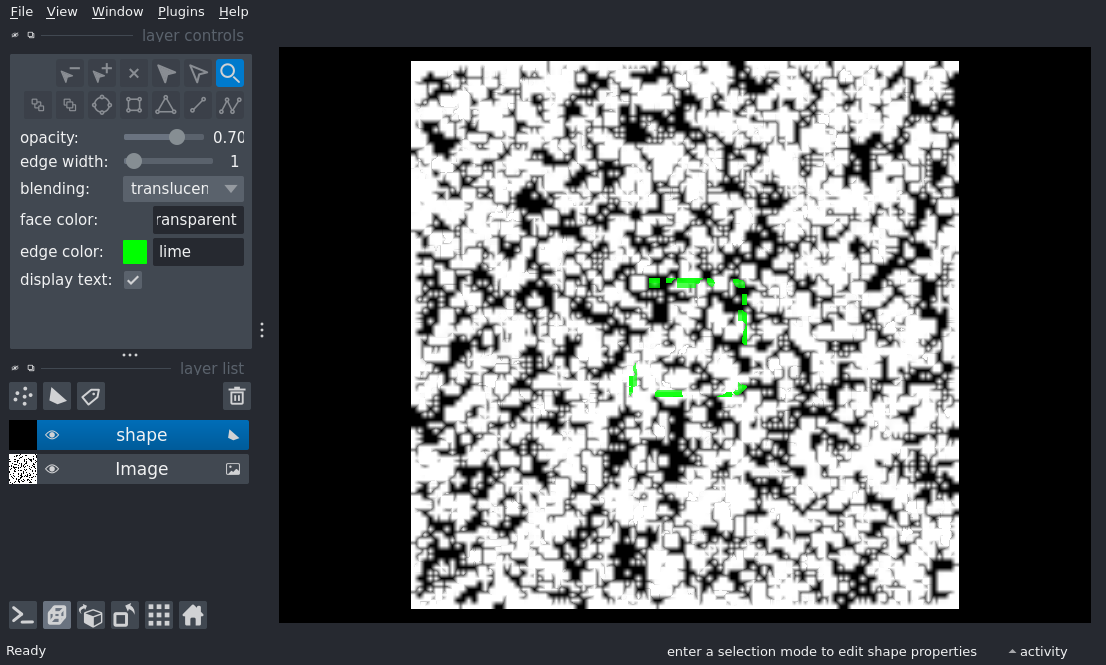 File View Window Plugins Help
layer controls
opacity: 0.70
edge width: 1
blending: translucen
face color: ransparent
edge color: lime
display text:
layer list
shape
Image
Ready
enter a selection mode to edit shape properties
activity